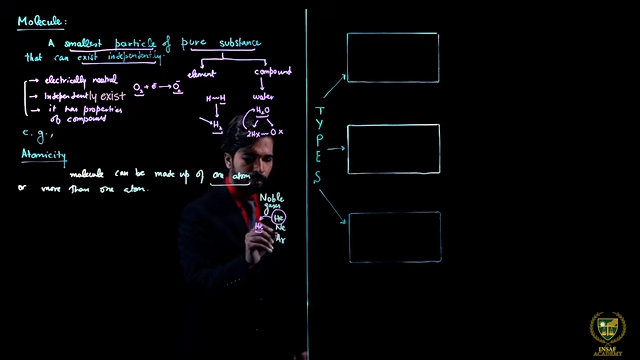 Molecule:
A smallest particle of pure substance
that can exist independently.
element
compound
→ electrically neutral
→ Independently exist
→ it has properties
of compound
O₂ + e → O₂⁻
H – H
H₂
water
H₂O
2H x – O x
e.g.,
Atomicity
molecule can be made up of one atom
or more than one atom.
Noble
gases
He
He
Ne
Ar
TYPES
INSAF
ACADEMY